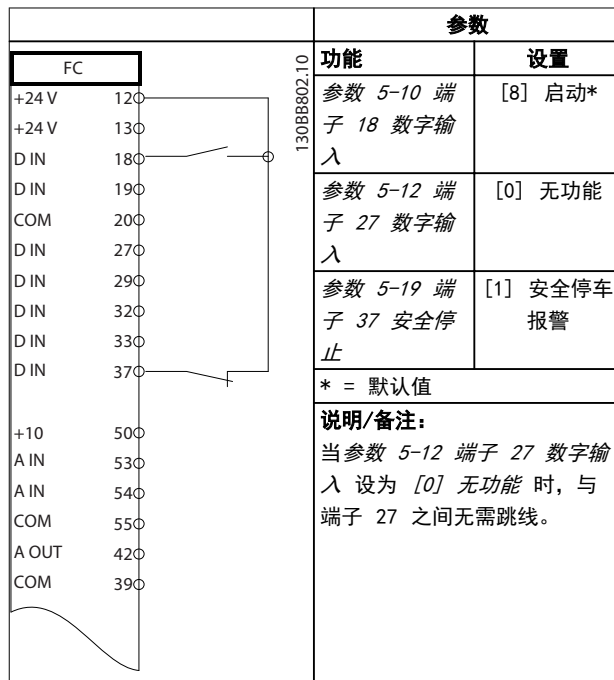 FC
+24 V 12
+24 V 13
D IN 18
D IN 19
COM 20
D IN 27
D IN 29
D IN 32
D IN 33
D IN 37
+10 50
A IN 53
A IN 54
COM 55
A OUT 42
COM 39
130BB802.10
参数
功能 设置
参数 5-10 端
子 18 数字输
入
[8] 启动*
参数 5-12 端
子 27 数字输
入
[0] 无功能
参数 5-19 端
子 37 安全停
止
[1] 安全停车
报警
* = 默认值
说明/备注:
当参数 5-12 端子 27 数字输
入 设为 [0] 无功能 时, 与
端子 27 之间无需跳线。